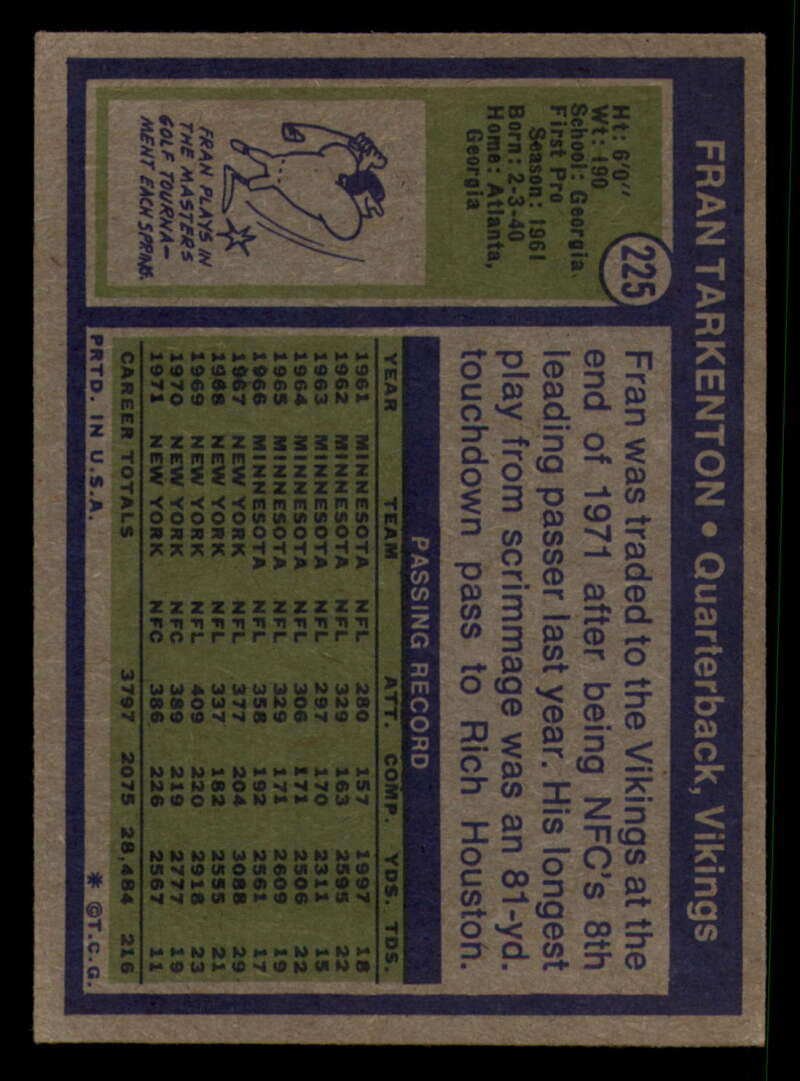 FRAN TARKENTON • Quarterback, Vikings
225
Ht: 6'0"
Wt: 190
School: Georgia
First Pro
Season: 1961
Born: 2-3-40
Home: Atlanta,
Georgia
FRAN PLAYS IN
THE MASTERS
GOLF TOURNA-
MENT EACH SPRING.
Fran was traded to the Vikings at the
end of 1971 after being NFC's 8th
leading passer last year. His longest
play from scrimmage was an 81-yd.
touchdown pass to Rich Houston.
PASSING RECORD
YEAR TEAM ATT. COMP. YDS. TDS.
1961 MINNESOTA NFL 280 157 1997 18
1962 MINNESOTA NFL 329 163 2595 22
1963 MINNESOTA NFL 297 170 2311 15
1964 MINNESOTA NFL 306 171 2506 22
1965 MINNESOTA NFL 329 171 2609 19
1966 MINNESOTA NFL 358 192 2561 17
1967 NEW YORK NFL 377 204 3088 29
1968 NEW YORK NFL 337 182 2555 21
1969 NEW YORK NFL 409 220 2918 23
1970 NEW YORK NFC 389 219 2777 19
1971 NEW YORK NFC 386 226 2567 11
CAREER TOTALS 3797 2075 28,484 216
PRTD. IN U.S.A. * ©T.C.G.